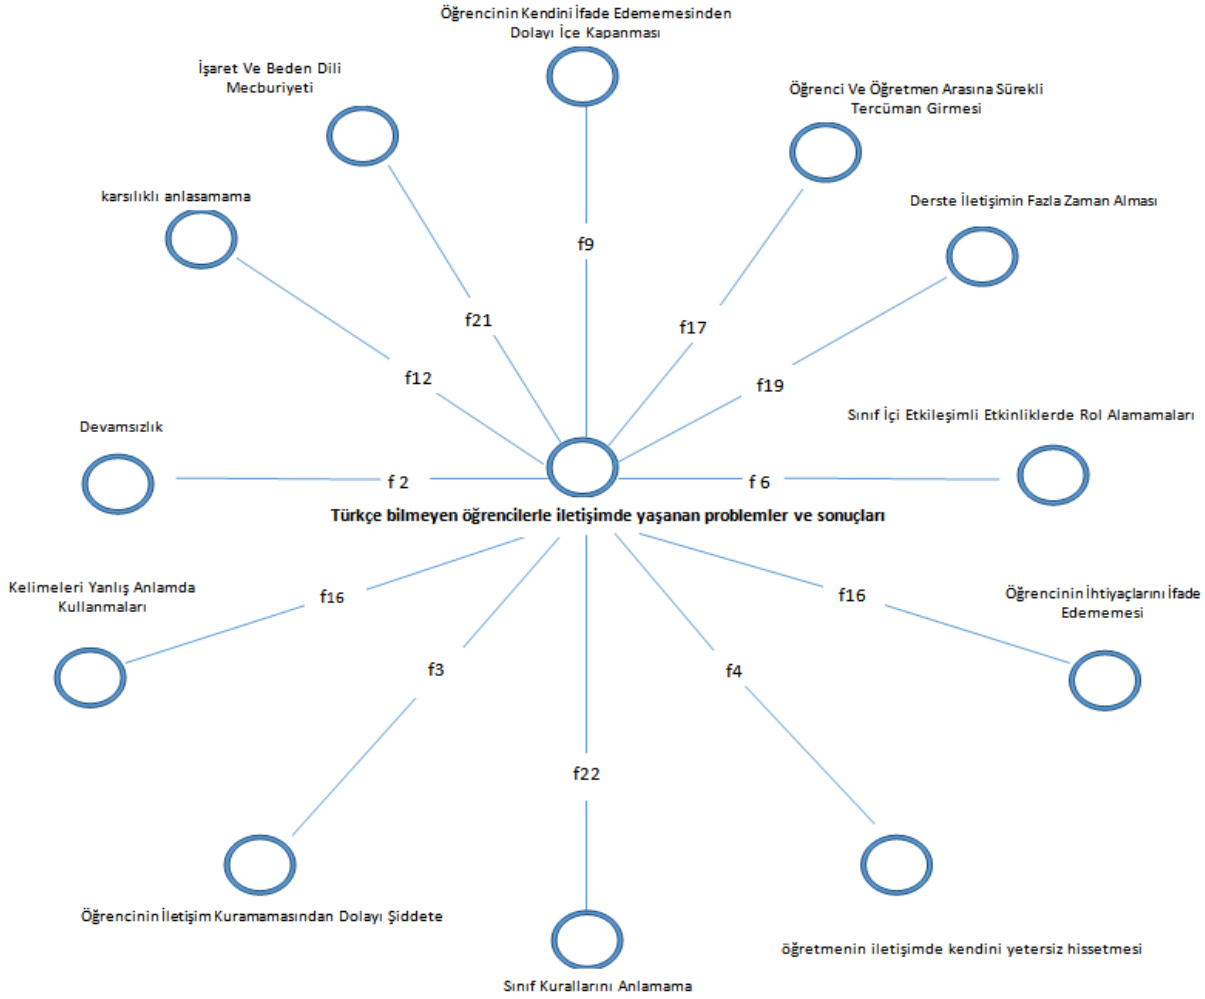 Öğrencinin Kendini İfade Edememesinden
Dolayı İçe Kapanması
İşaret Ve Beden Dili
Mecburiyeti
Öğrenci Ve Öğretmen Arasına Sürekli
Tercüman Girmesi
karsılıklı anlasamama
Derste İletişimin Fazla Zaman Alması
f9
f21
f17
f12
f19
Devamsızlık
Sınıf İçi Etkileşimli Etkinliklerde Rol Alamamaları
f 2
f 6
Türkçe bilmeyen öğrencilerle iletişimde yaşanan problemler ve sonuçları
Kelimeleri Yanlış Anlamda
Kullanmaları
f16
f16
Öğrencinin İhtiyaçlarını İfade
Edememesi
f3
f4
f22
Öğrencinin İletişim Kuramamasından Dolayı Şiddete
öğretmenin iletişimde kendini yetersiz hissetmesi
Sınıf Kurallarını Anlamama